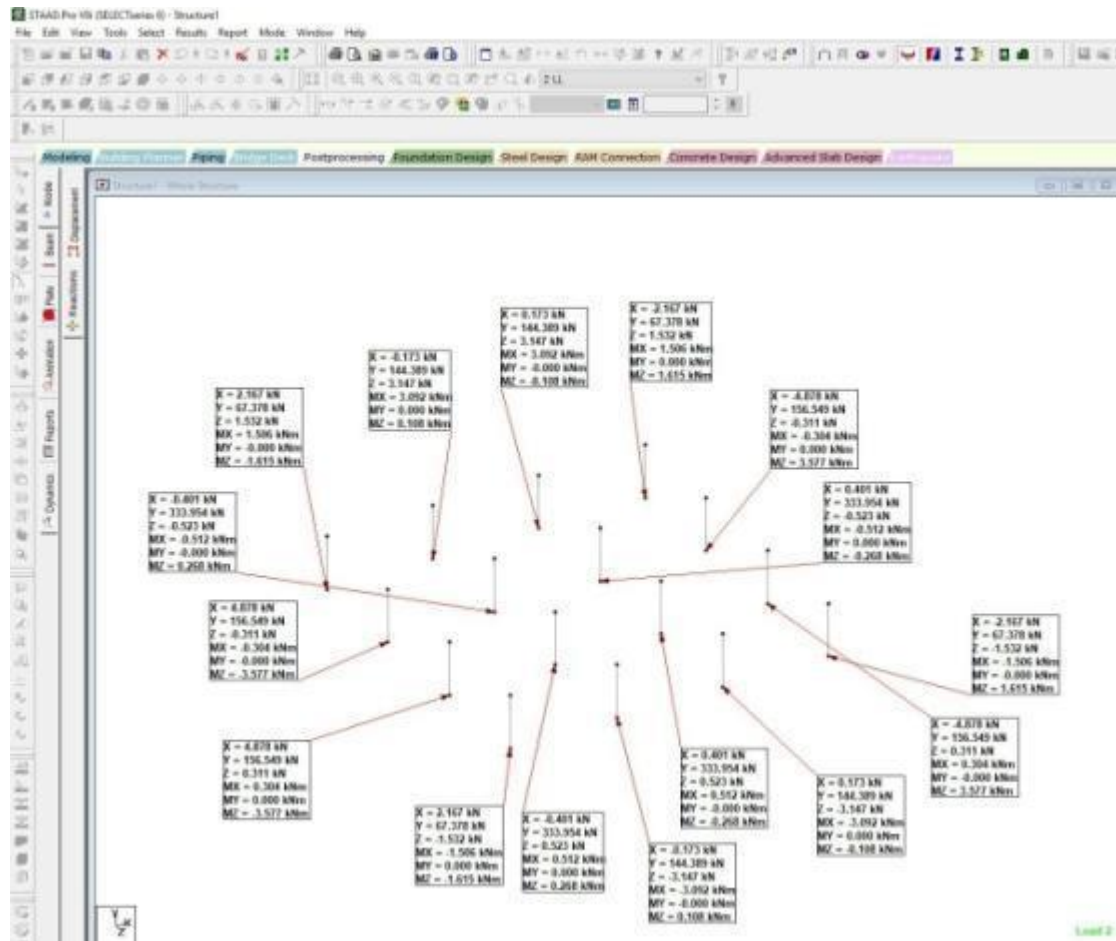 STAAD.Pro V8i (SELECTseries 6) - Structure1
File Edit View Tools Select Results Report Mode Window Help
2 LL
Modeling Building Planner Piping Bridge Deck Postprocessing Foundation Design Steel Design RAM Connection Concrete Design Advanced Slab Design Earthquake
Structure1 - Whole Structure
Node
Beam
Plate
Animation
Reports
Dynamics
Displacement
Reactions
X = -2.167 kN
Y = 67.378 kN
Z = 1.532 kN
MX = 1.506 kNm
MY = 0.000 kNm
MZ = 1.615 kNm
X = 0.173 kN
Y = 144.389 kN
Z = 3.147 kN
MX = 3.092 kNm
MY = -0.000 kNm
MZ = -0.108 kNm
X = -0.173 kN
Y = 144.389 kN
Z = 3.147 kN
MX = 3.092 kNm
MY = 0.000 kNm
MZ = 0.108 kNm
X = 2.167 kN
Y = 67.378 kN
Z = 1.532 kN
MX = 1.506 kNm
MY = -0.000 kNm
MZ = -1.615 kNm
X = -4.878 kN
Y = 156.549 kN
Z = -0.311 kN
MX = -0.304 kNm
MY = 0.000 kNm
MZ = 3.577 kNm
X = -0.401 kN
Y = 333.954 kN
Z = -0.523 kN
MX = -0.512 kNm
MY = -0.000 kNm
MZ = 0.268 kNm
X = 0.401 kN
Y = 333.954 kN
Z = -0.523 kN
MX = -0.512 kNm
MY = 0.000 kNm
MZ = -0.268 kNm
X = 4.878 kN
Y = 156.549 kN
Z = -0.311 kN
MX = -0.304 kNm
MY = -0.000 kNm
MZ = -3.577 kNm
X = -2.167 kN
Y = 67.378 kN
Z = -1.532 kN
MX = -1.506 kNm
MY = -0.000 kNm
MZ = 1.615 kNm
X = 4.878 kN
Y = 156.549 kN
Z = 0.311 kN
MX = 0.304 kNm
MY = 0.000 kNm
MZ = -3.577 kNm
X = -4.878 kN
Y = 156.549 kN
Z = 0.311 kN
MX = 0.304 kNm
MY = -0.000 kNm
MZ = 3.577 kNm
X = 0.401 kN
Y = 333.954 kN
Z = 0.523 kN
MX = 0.512 kNm
MY = -0.000 kNm
MZ = -0.268 kNm
X = 0.173 kN
Y = 144.389 kN
Z = -3.147 kN
MX = -3.092 kNm
MY = 0.000 kNm
MZ = -0.108 kNm
X = 2.167 kN
Y = 67.378 kN
Z = -1.532 kN
MX = -1.506 kNm
MY = 0.000 kNm
MZ = -1.615 kNm
X = -0.401 kN
Y = 333.954 kN
Z = 0.523 kN
MX = 0.512 kNm
MY = 0.000 kNm
MZ = 0.268 kNm
X = -0.173 kN
Y = 144.389 kN
Z = -3.147 kN
MX = -3.092 kNm
MY = -0.000 kNm
MZ = 0.108 kNm
Y
X
Z
Load 2